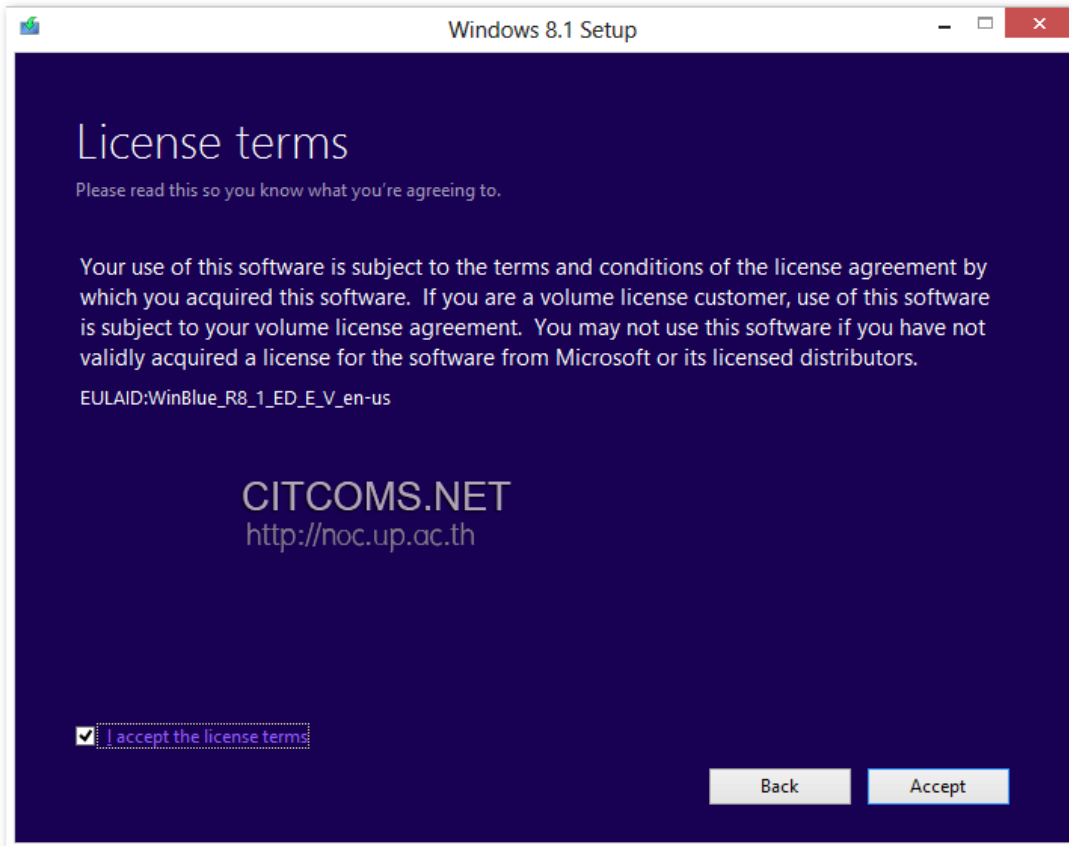 Windows 8.1 Setup
License terms
Please read this so you know what you're agreeing to.
Your use of this software is subject to the terms and conditions of the license agreement by
which you acquired this software.  If you are a volume license customer, use of this software
is subject to your volume license agreement.  You may not use this software if you have not
validly acquired a license for the software from Microsoft or its licensed distributors.
EULAID:WinBlue_R8_1_ED_E_V_en-us
CITCOMS.NET
http://noc.up.ac.th
I accept the license terms
Back Accept